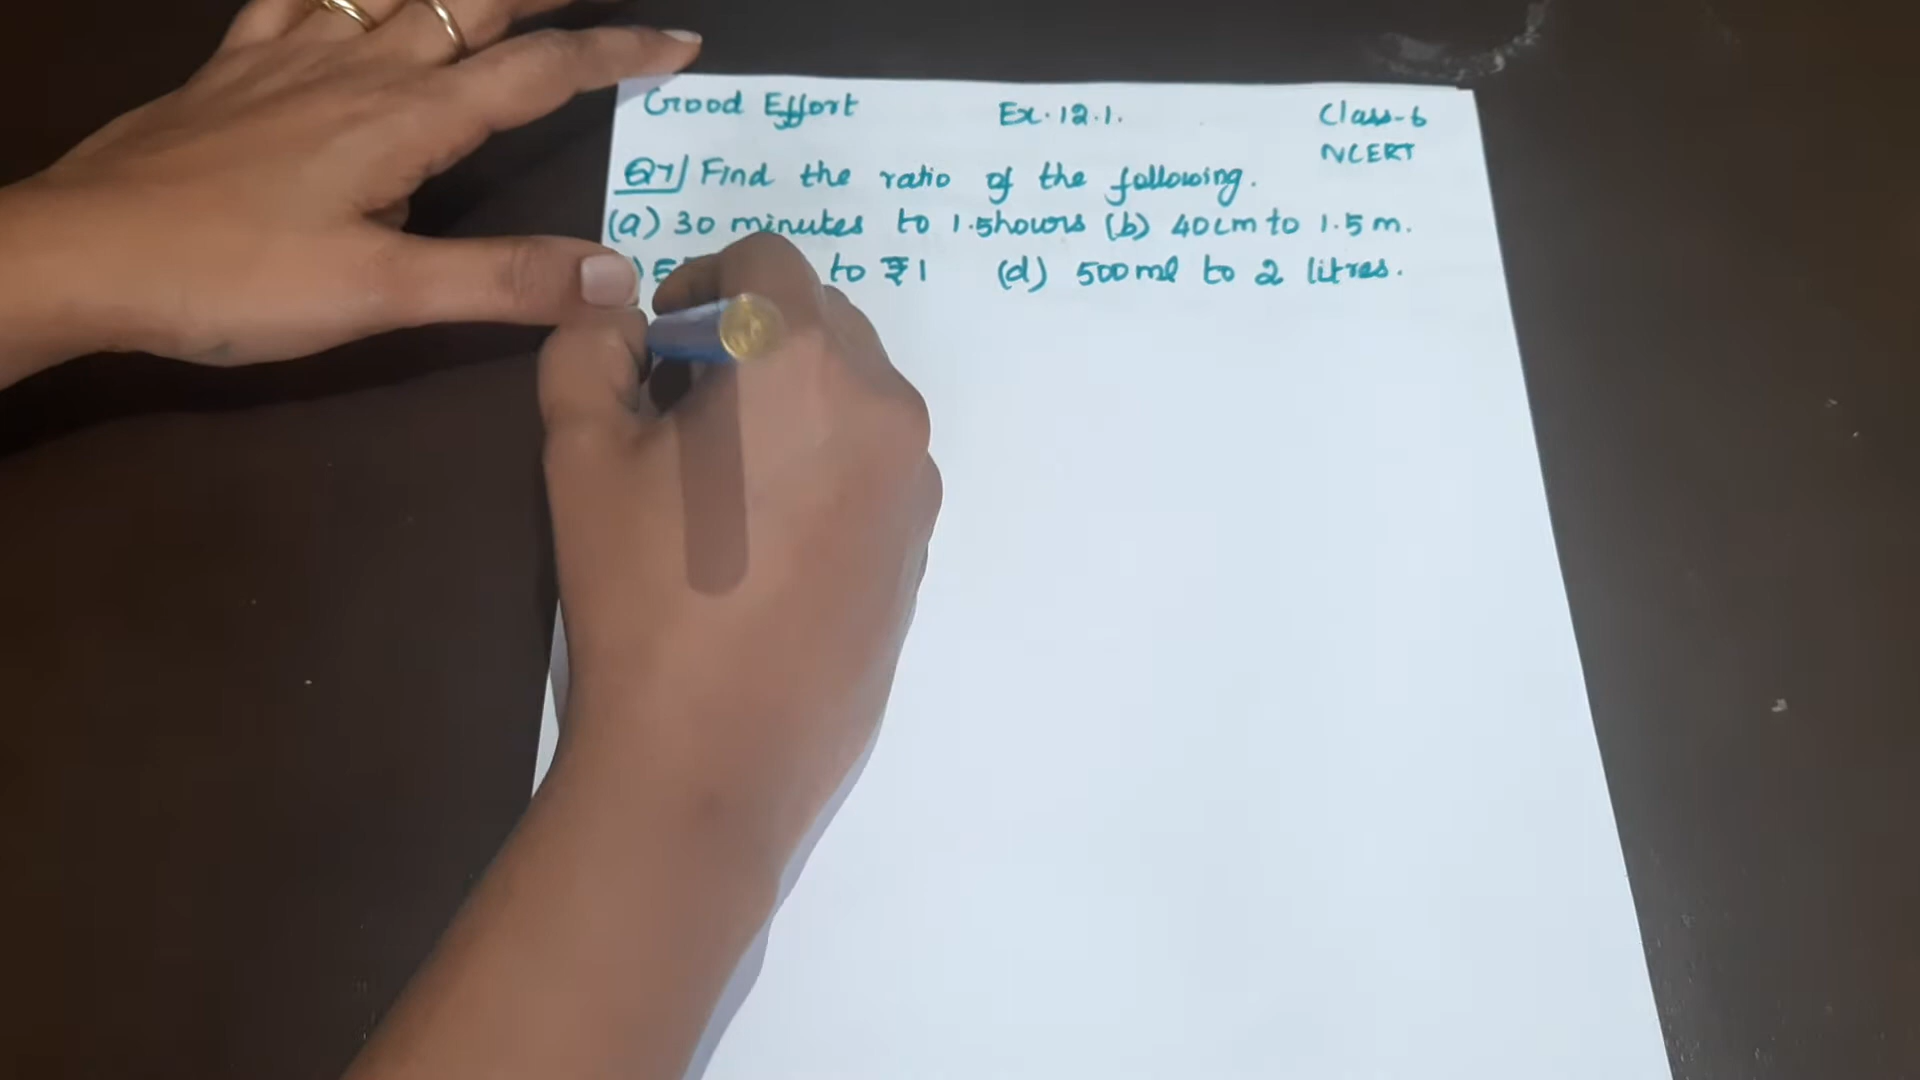 Good Effort Ex. 12.1. Class-6
NCERT
Q7/ Find the ratio of the following.
(a) 30 minutes to 1.5hours (b) 40cm to 1.5 m.
to ₹1 (d) 500ml to 2 litres.